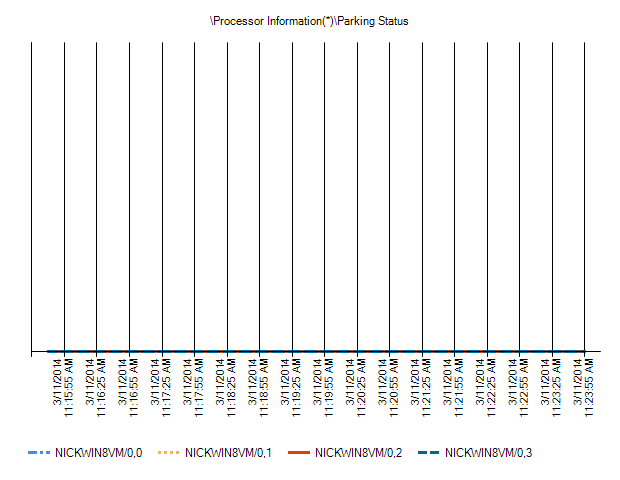 \Processor Information(*)\Parking Status
3/11/2014
11:15:55 AM
3/11/2014
11:16:25 AM
3/11/2014
11:16:55 AM
3/11/2014
11:17:25 AM
3/11/2014
11:17:55 AM
3/11/2014
11:18:25 AM
3/11/2014
11:18:55 AM
3/11/2014
11:19:25 AM
3/11/2014
11:19:55 AM
3/11/2014
11:20:25 AM
3/11/2014
11:20:55 AM
3/11/2014
11:21:25 AM
3/11/2014
11:21:55 AM
3/11/2014
11:22:25 AM
3/11/2014
11:22:55 AM
3/11/2014
11:23:25 AM
3/11/2014
11:23:55 AM
NICKWIN8VM/0,0 NICKWIN8VM/0,1 NICKWIN8VM/0,2 NICKWIN8VM/0,3